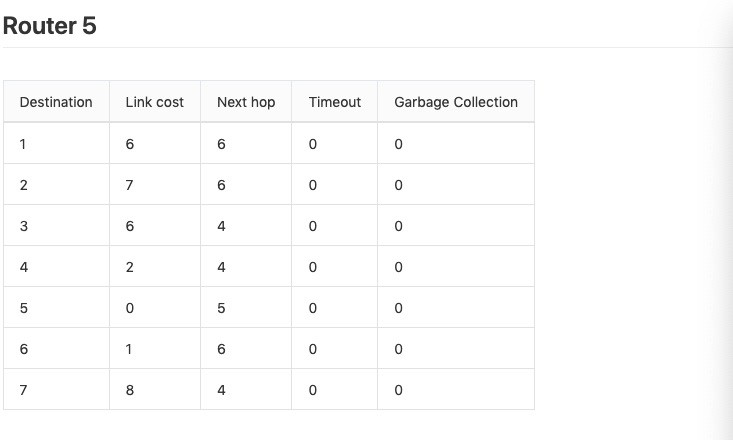 Router 5
Destination Link cost Next hop Timeout Garbage Collection
1 6 6 0 0
2 7 6 0 0
3 6 4 0 0
4 2 4 0 0
5 0 5 0 0
6 1 6 0 0
7 8 4 0 0